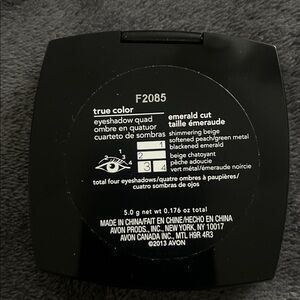 F2085
true color
eyeshadow quad
ombre en quatuor
cuarteto de sombras
emerald cut
taille émeraude
shimmering beige
softened peach/green metal
blackened emerald
beige chatoyant
pêche adoucie
vert métal/émeraude noircie
1
2
3
4
1
3
4
total four eyeshadows/quatre ombres à paupières/
cuatro sombras de ojos
5.0 g net wt 0.176 oz total
MADE IN CHINA/FAIT EN CHINE/HECHO EN CHINA
AVON PRODS., INC., NEW YORK, NY 10017
AVON CANADA INC., MTL H9R 4R3
©2013 AVON